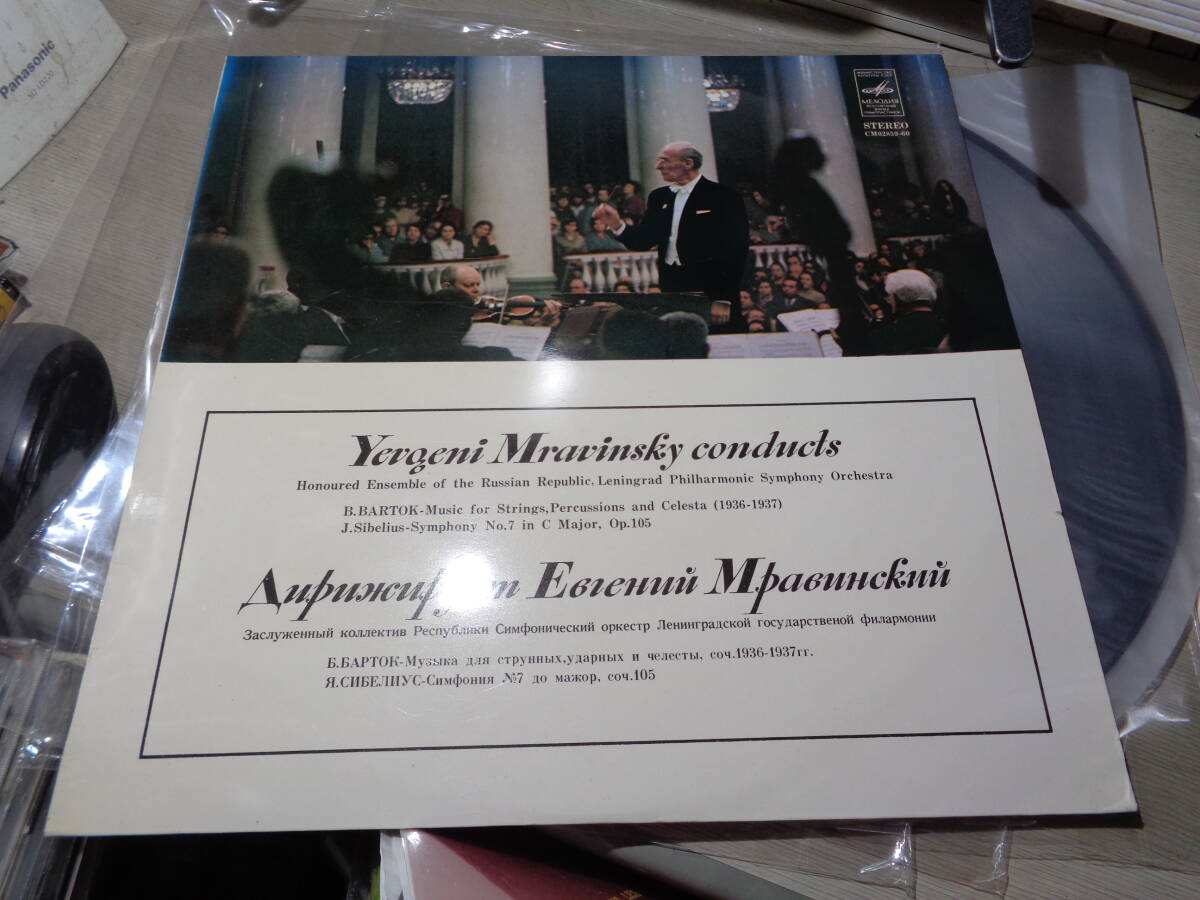 Panasonic
МЕЛОДИЯ
STEREO
CM02859-60
Yevgeni Mravinsky conducts
Honoured Ensemble of the Russian Republic, Leningrad Philharmonic Symphony Orchestra
B.BARTOK-Music for Strings,Percussions and Celesta (1936-1937)
J.Sibelius-Symphony No.7 in C Major, Op.105
Дирижирует Евгений Мравинский
Заслуженный коллектив Республики Симфонический оркестр Ленинградской государственой филармонии
Б.БАРТОК-Музыка для струнных,ударных и челесты, соч.1936-1937гг.
Я.СИБЕЛИУС-Симфония №7 до мажор, соч.105